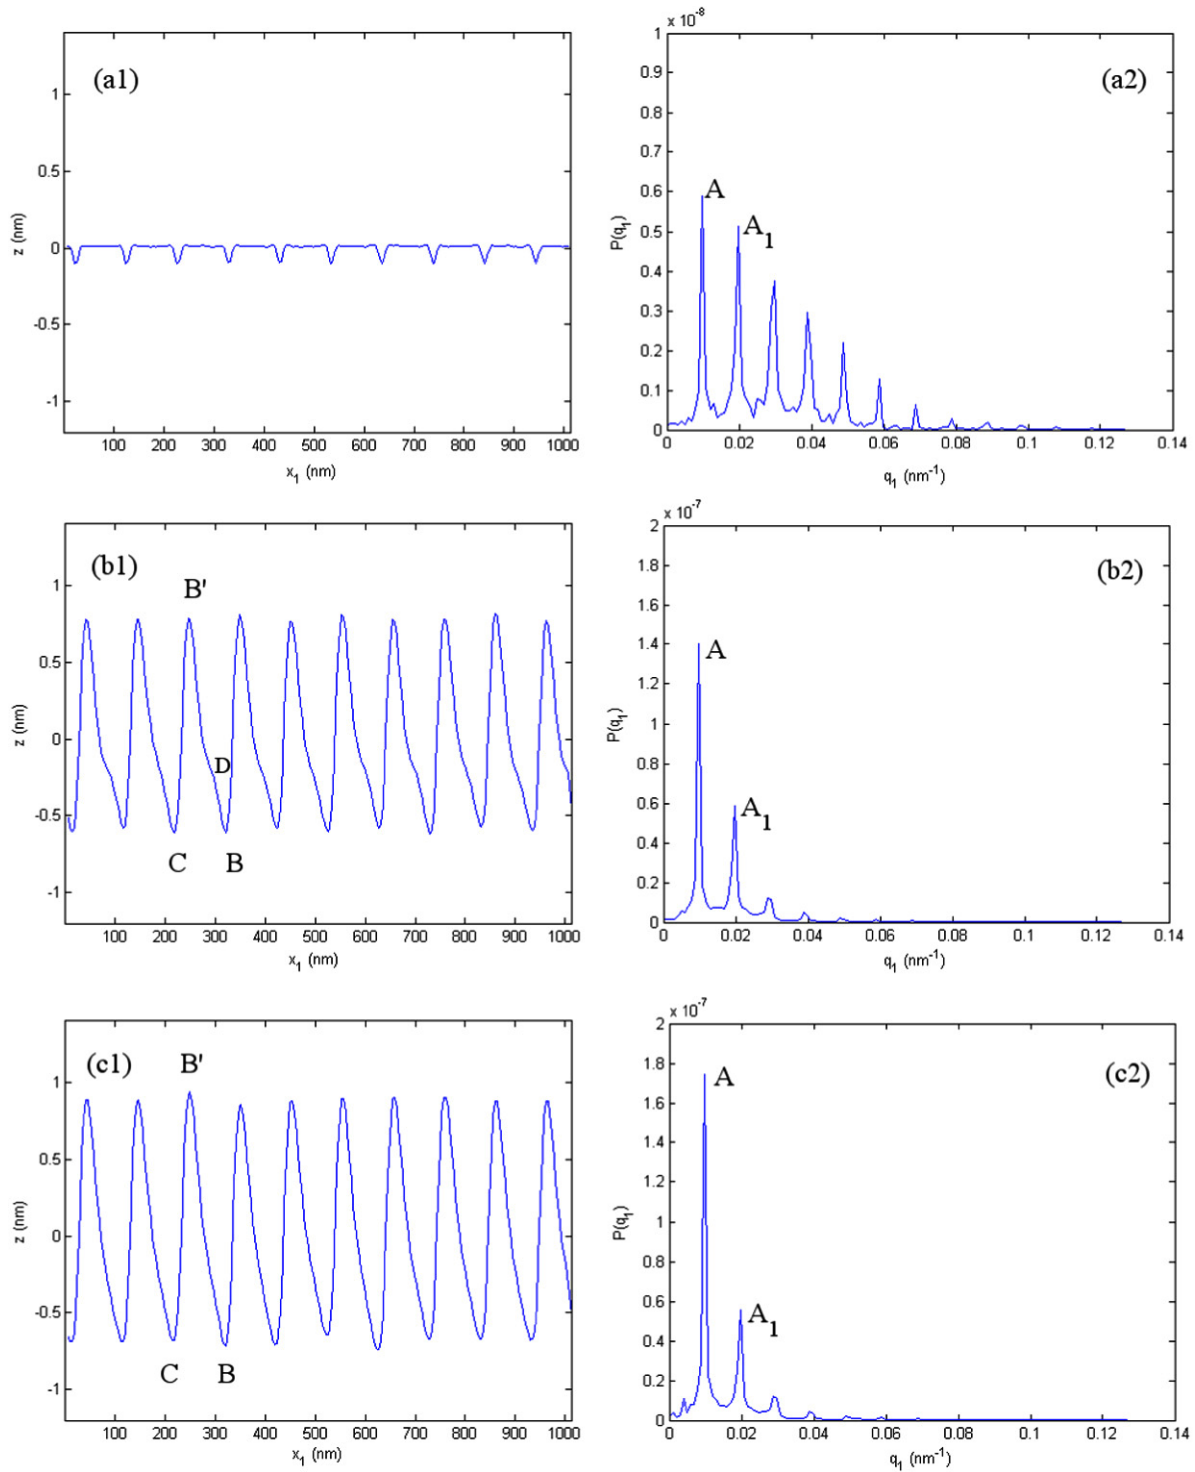 (a1)
1
0.5
0
-0.5
-1
z (nm)
100 200 300 400 500 600 700 800 900 1000
x1 (nm)
x 10-8
(a2)
1
0.9
0.8
0.7
0.6
0.5
0.4
0.3
0.2
0.1
0
P(q1)
A
A1
0 0.02 0.04 0.06 0.08 0.1 0.12 0.14
q1 (nm-1)
(b1)
B'
D
C B
1
0.5
0
-0.5
-1
z (nm)
100 200 300 400 500 600 700 800 900 1000
x1 (nm)
x 10-7
(b2)
2
1.8
1.6
1.4
1.2
1
0.8
0.6
0.4
0.2
0
P(q1)
A
A1
0 0.02 0.04 0.06 0.08 0.1 0.12 0.14
q1 (nm-1)
(c1)
B'
C B
1
0.5
0
-0.5
-1
z (nm)
100 200 300 400 500 600 700 800 900 1000
x1 (nm)
x 10-7
(c2)
2
1.8
1.6
1.4
1.2
1
0.8
0.6
0.4
0.2
0
P(q1)
A
A1
0 0.02 0.04 0.06 0.08 0.1 0.12 0.14
q1 (nm-1)